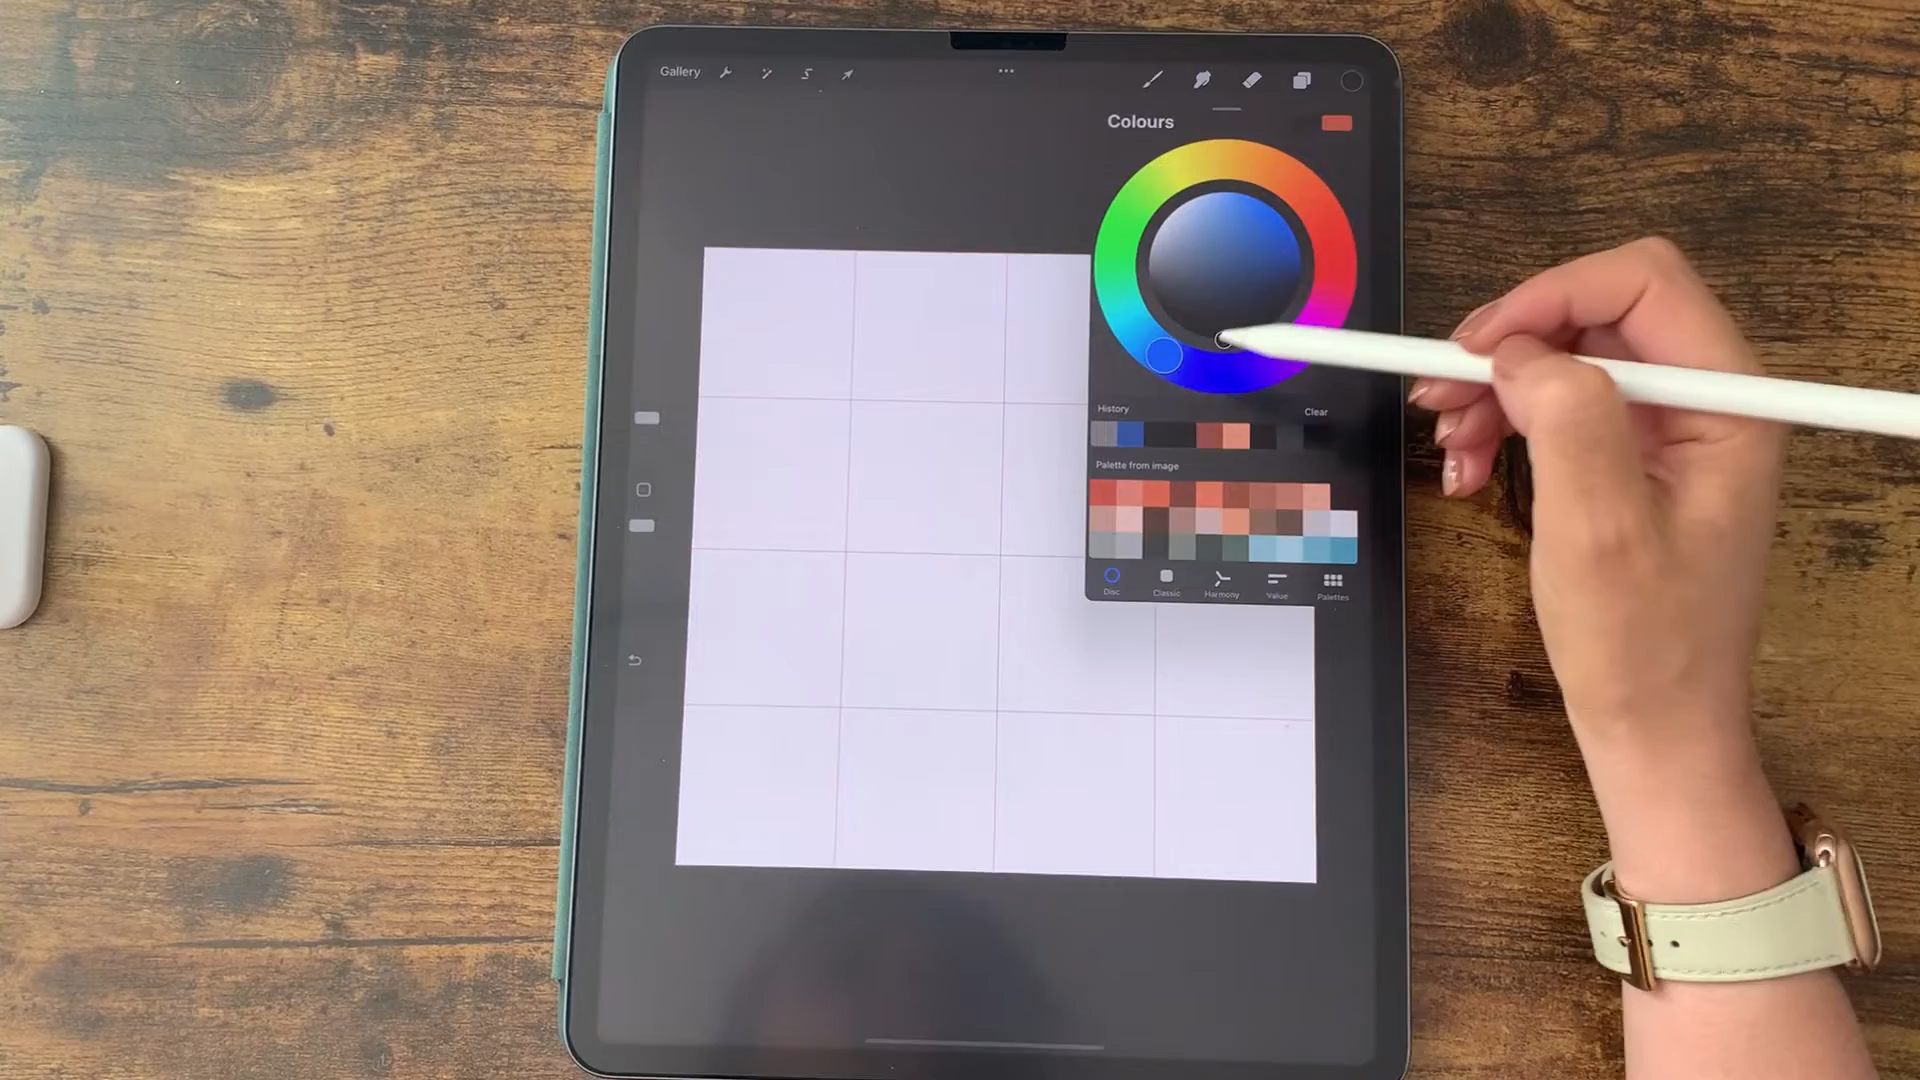 Gallery
Colours
History
Clear
Palette from image
Disc
Classic
Harmony
Value
Palettes